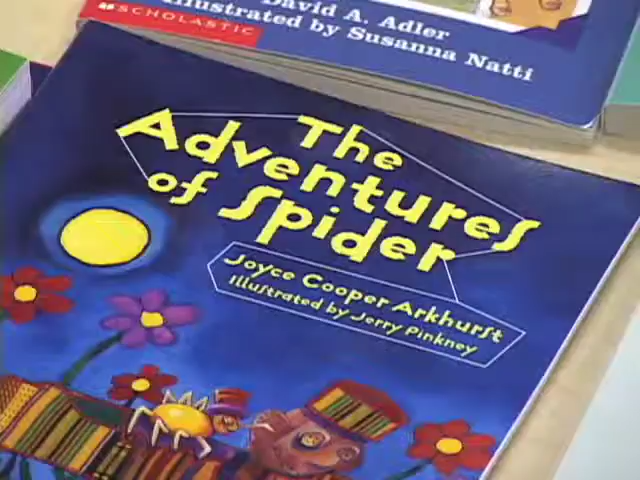 SCHOLASTIC
David A. Adler
Illustrated by Susanna Natti
The
Adventures
of Spider
Joyce Cooper Arkhurst
Illustrated by Jerry Pinkney